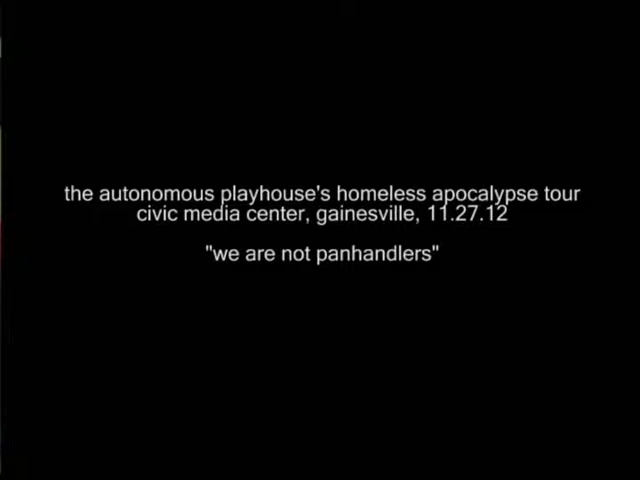 the autonomous playhouse's homeless apocalypse tour
civic media center, gainesville, 11.27.12
"we are not panhandlers"